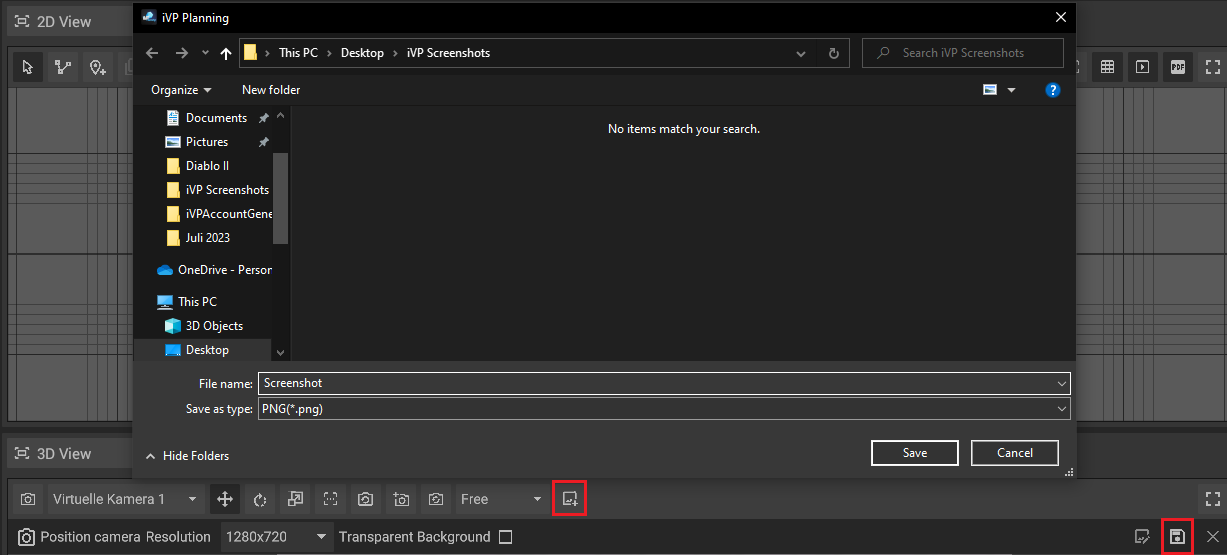 2D View
iVP Planning
This PC > Desktop > iVP Screenshots
Search iVP Screenshots
Organize
New folder
PDF
?
Documents
Pictures
Diablo II
iVP Screenshots
iVPAccountGene
Juli 2023
OneDrive - Person
This PC
3D Objects
Desktop
No items match your search.
File name: Screenshot
Save as type: PNG(*.png)
Hide Folders
Save
Cancel
3D View
Virtuelle Kamera 1
Free
Position camera Resolution 1280x720 Transparent Background